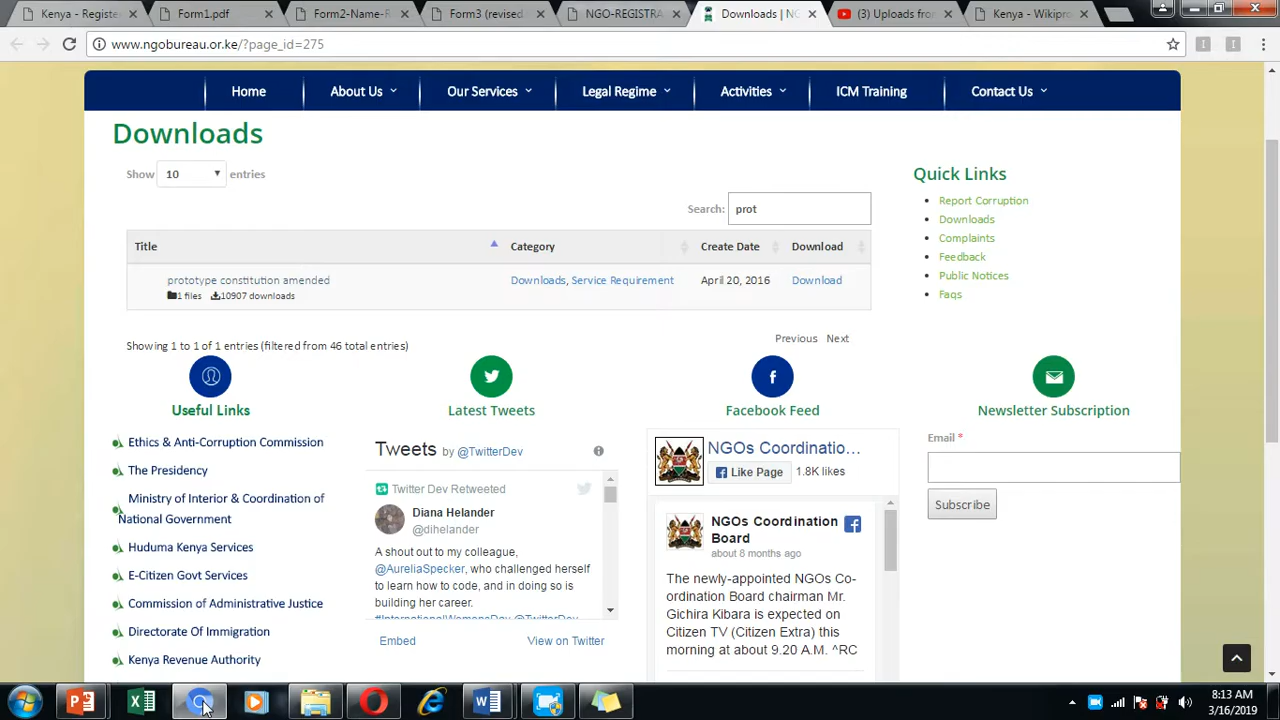 Kenya - Registe
Form1.pdf
Form2-Name-R
Form3 (revised
NGO-REGISTRA
Downloads | NG
(3) Uploads from
Kenya - Wikipro
www.ngobureau.or.ke/?page_id=275
Home
About Us
Our Services
Legal Regime
Activities
ICM Training
Contact Us
Downloads
Show 10 entries
Search: prot
Title
Category
Create Date
Download
prototype constitution amended
1 files 10907 downloads
Downloads, Service Requirement
April 20, 2016
Download
Showing 1 to 1 of 1 entries (filtered from 46 total entries)
Previous Next
Quick Links
Report Corruption
Downloads
Complaints
Feedback
Public Notices
Faqs
Useful Links
Ethics & Anti-Corruption Commission
The Presidency
Ministry of Interior & Coordination of
National Government
Huduma Kenya Services
E-Citizen Govt Services
Commission of Administrative Justice
Directorate Of Immigration
Kenya Revenue Authority
Latest Tweets
Tweets by @TwitterDev
Twitter Dev Retweeted
Diana Helander
@dihelander
A shout out to my colleague,
@AureliaSpecker, who challenged herself
to learn how to code, and in doing so is
building her career.
#InternationalWomensDay @TwitterDev
Embed
View on Twitter
Facebook Feed
NGOs Coordinatio...
Like Page 1.8K likes
NGOs Coordination
Board
about 8 months ago
The newly-appointed NGOs Co-
ordination Board chairman Mr.
Gichira Kibara is expected on
Citizen TV (Citizen Extra) this
morning at about 9.20 A.M. ^RC
Newsletter Subscription
Email *
Subscribe
8:13 AM
3/16/2019